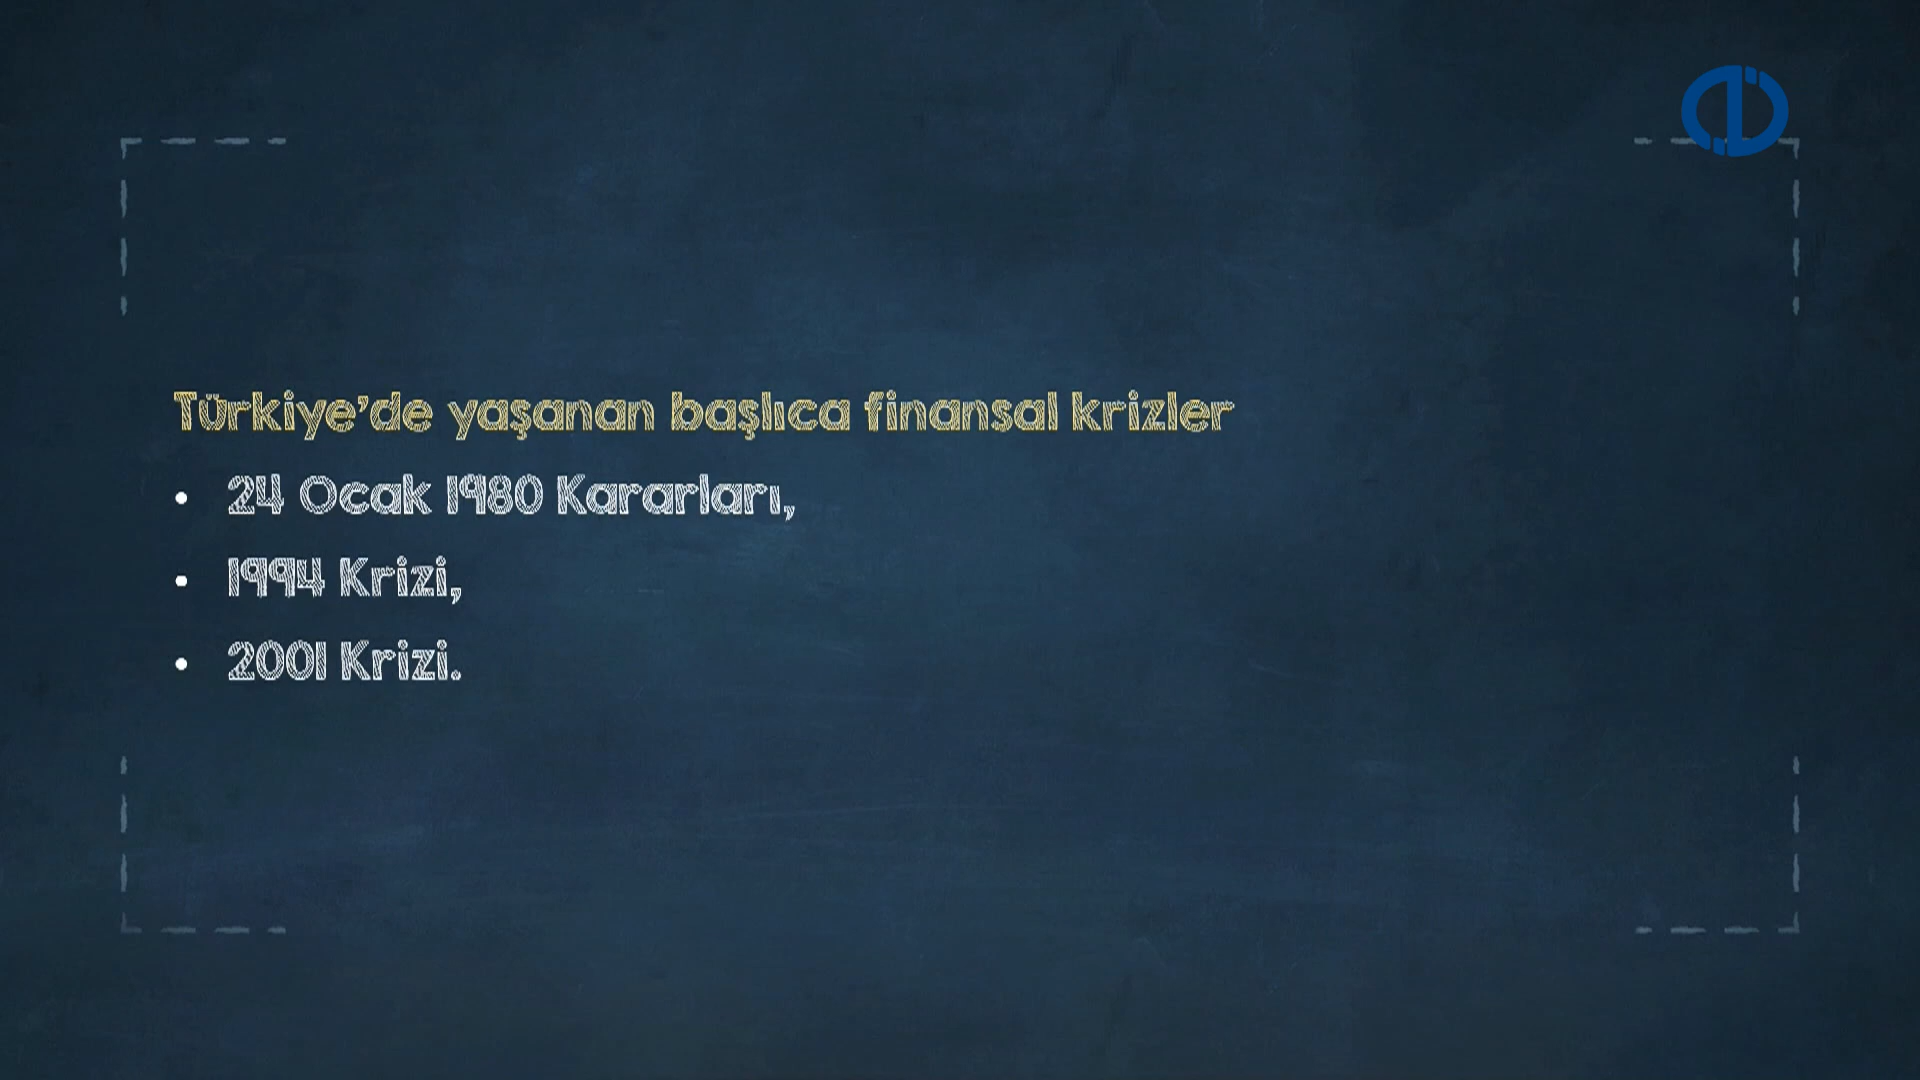 Türkiye'de yaşanan başlıca finansal krizler
• 24 Ocak 1980 Kararları,
• 1994 Krizi,
• 2001 Krizi.